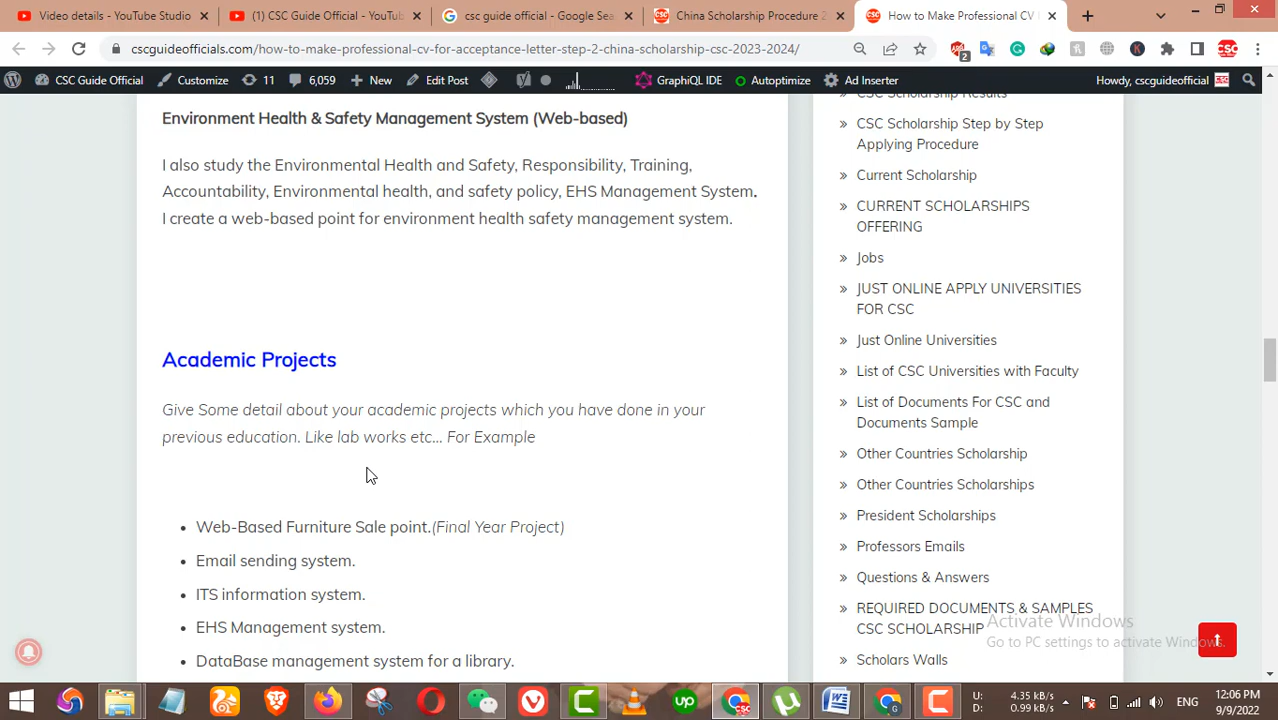 Video details - YouTube Studio
(1) CSC Guide Official - YouTub
csc guide official - Google Sea
China Scholarship Procedure 2
How to Make Professional CV
cscguideofficials.com/how-to-make-professional-cv-for-acceptance-letter-step-2-china-scholarship-csc-2023-2024/
CSC Guide Official
Customize
11
6,059
New
Edit Post
GraphiQL IDE
Autoptimize
Ad Inserter
Howdy, cscguideofficial
Environment Health & Safety Management System (Web-based)
I also study the Environmental Health and Safety, Responsibility, Training,
Accountability, Environmental health, and safety policy, EHS Management System.
I create a web-based point for environment health safety management system.
Academic Projects
Give Some detail about your academic projects which you have done in your
previous education. Like lab works etc... For Example
• Web-Based Furniture Sale point.(Final Year Project)
• Email sending system.
• ITS information system.
• EHS Management system.
• DataBase management system for a library.
CSC Scholarship Results
CSC Scholarship Step by Step
Applying Procedure
Current Scholarship
CURRENT SCHOLARSHIPS
OFFERING
Jobs
JUST ONLINE APPLY UNIVERSITIES
FOR CSC
Just Online Universities
List of CSC Universities with Faculty
List of Documents For CSC and
Documents Sample
Other Countries Scholarship
Other Countries Scholarships
President Scholarships
Professors Emails
Questions & Answers
REQUIRED DOCUMENTS & SAMPLES
CSC SCHOLARSHIP
Scholars Walls
Activate Windows
Go to PC settings to activate Windows.
U: 4.35 kB/s
D: 0.99 kB/s
ENG
12:06 PM
9/9/2022